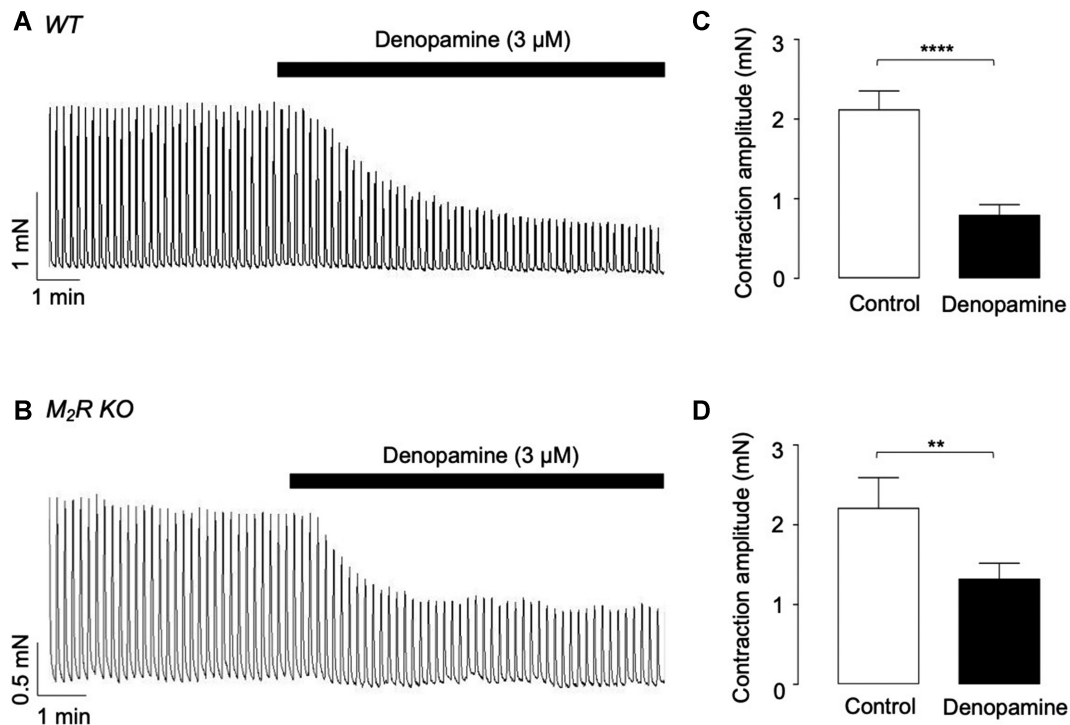 A WT
Denopamine (3 µM)
1 mN
1 min
C
Contraction amplitude (mN)
3
2
1
0
****
Control Denopamine
B M₂R KO
Denopamine (3 µM)
0.5 mN
1 min
D
Contraction amplitude (mN)
3
2
1
0
**
Control Denopamine